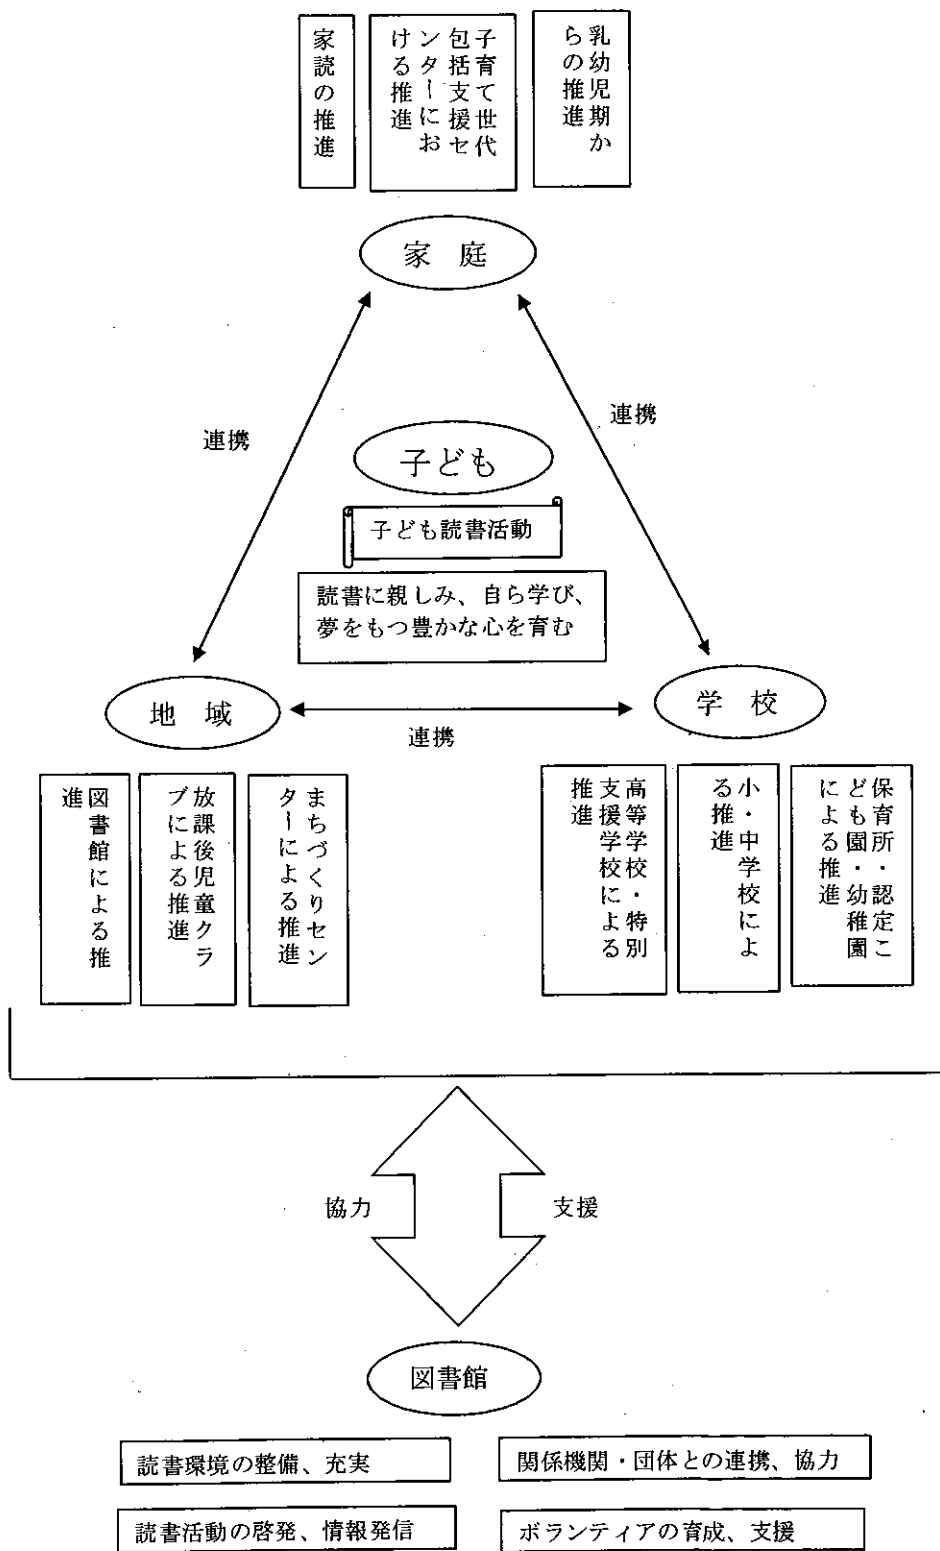 乳幼児期か
らの推進
子育て世代
包括支援セ
ンターにお
ける推進
家読の推進
家　庭
連携
連携
子ども
子ども読書活動
読書に親しみ、自ら学び、
夢をもつ豊かな心を育む
地　域
学　校
連携
保育所・認定こ
ども園・幼稚園
による推進
小・中学校によ
る推進
高等学校・特別
支援学校による
推進
まちづくりセン
ターによる推進
放課後児童クラ
ブによる推進
図書館による推
進
協力
支援
図書館
読書環境の整備、充実
関係機関・団体との連携、協力
読書活動の啓発、情報発信
ボランティアの育成、支援